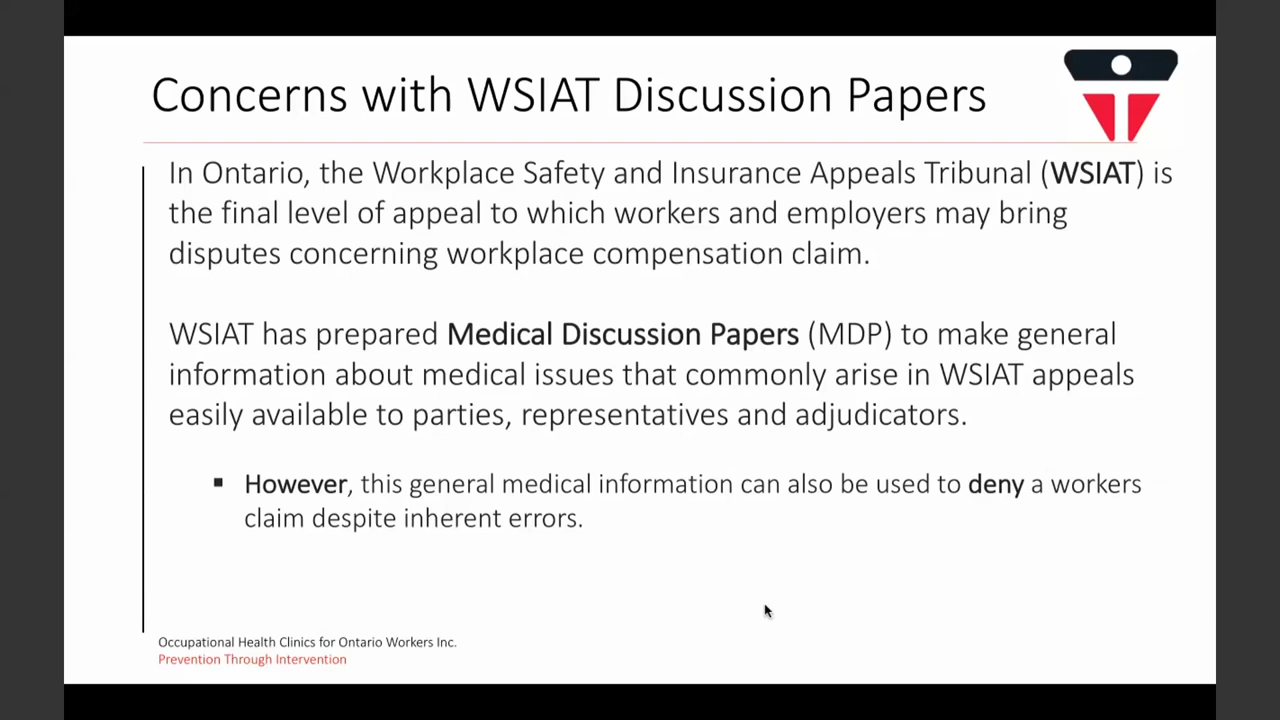 Concerns with WSIAT Discussion Papers
In Ontario, the Workplace Safety and Insurance Appeals Tribunal (WSIAT) is
the final level of appeal to which workers and employers may bring
disputes concerning workplace compensation claim.
WSIAT has prepared Medical Discussion Papers (MDP) to make general
information about medical issues that commonly arise in WSIAT appeals
easily available to parties, representatives and adjudicators.
▪ However, this general medical information can also be used to deny a workers
claim despite inherent errors.
Occupational Health Clinics for Ontario Workers Inc.
Prevention Through Intervention